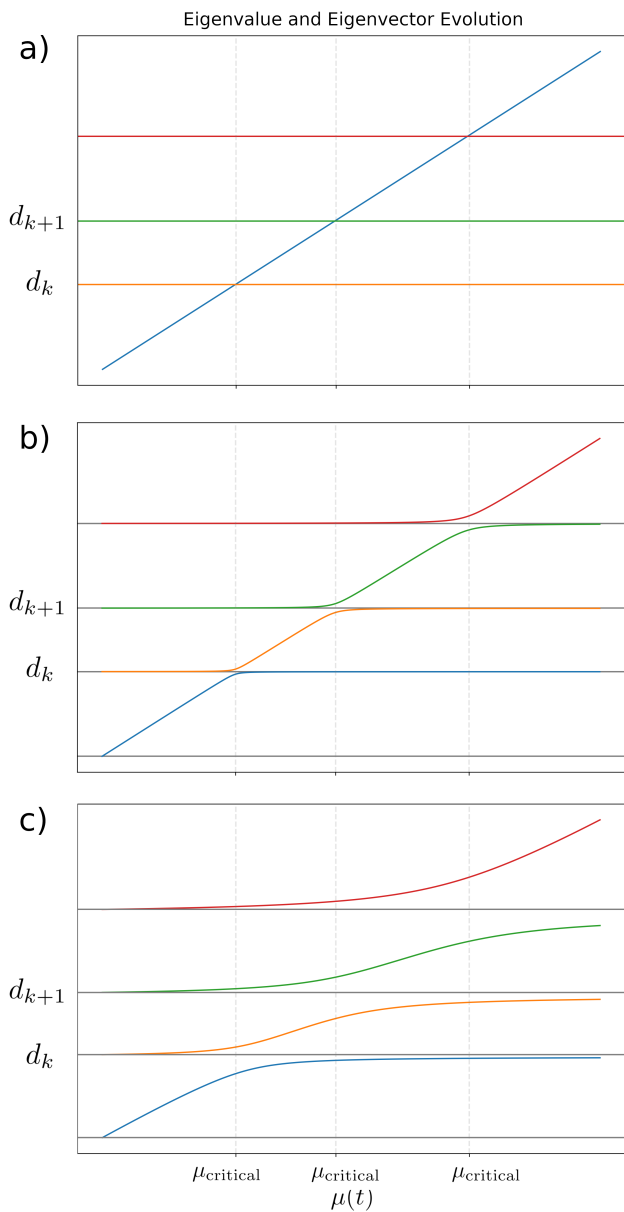 Eigenvalue and Eigenvector Evolution
a)
d_{k+1}
d_k
b)
d_{k+1}
d_k
c)
d_{k+1}
d_k
μ_critical μ_critical μ_critical
μ(t)